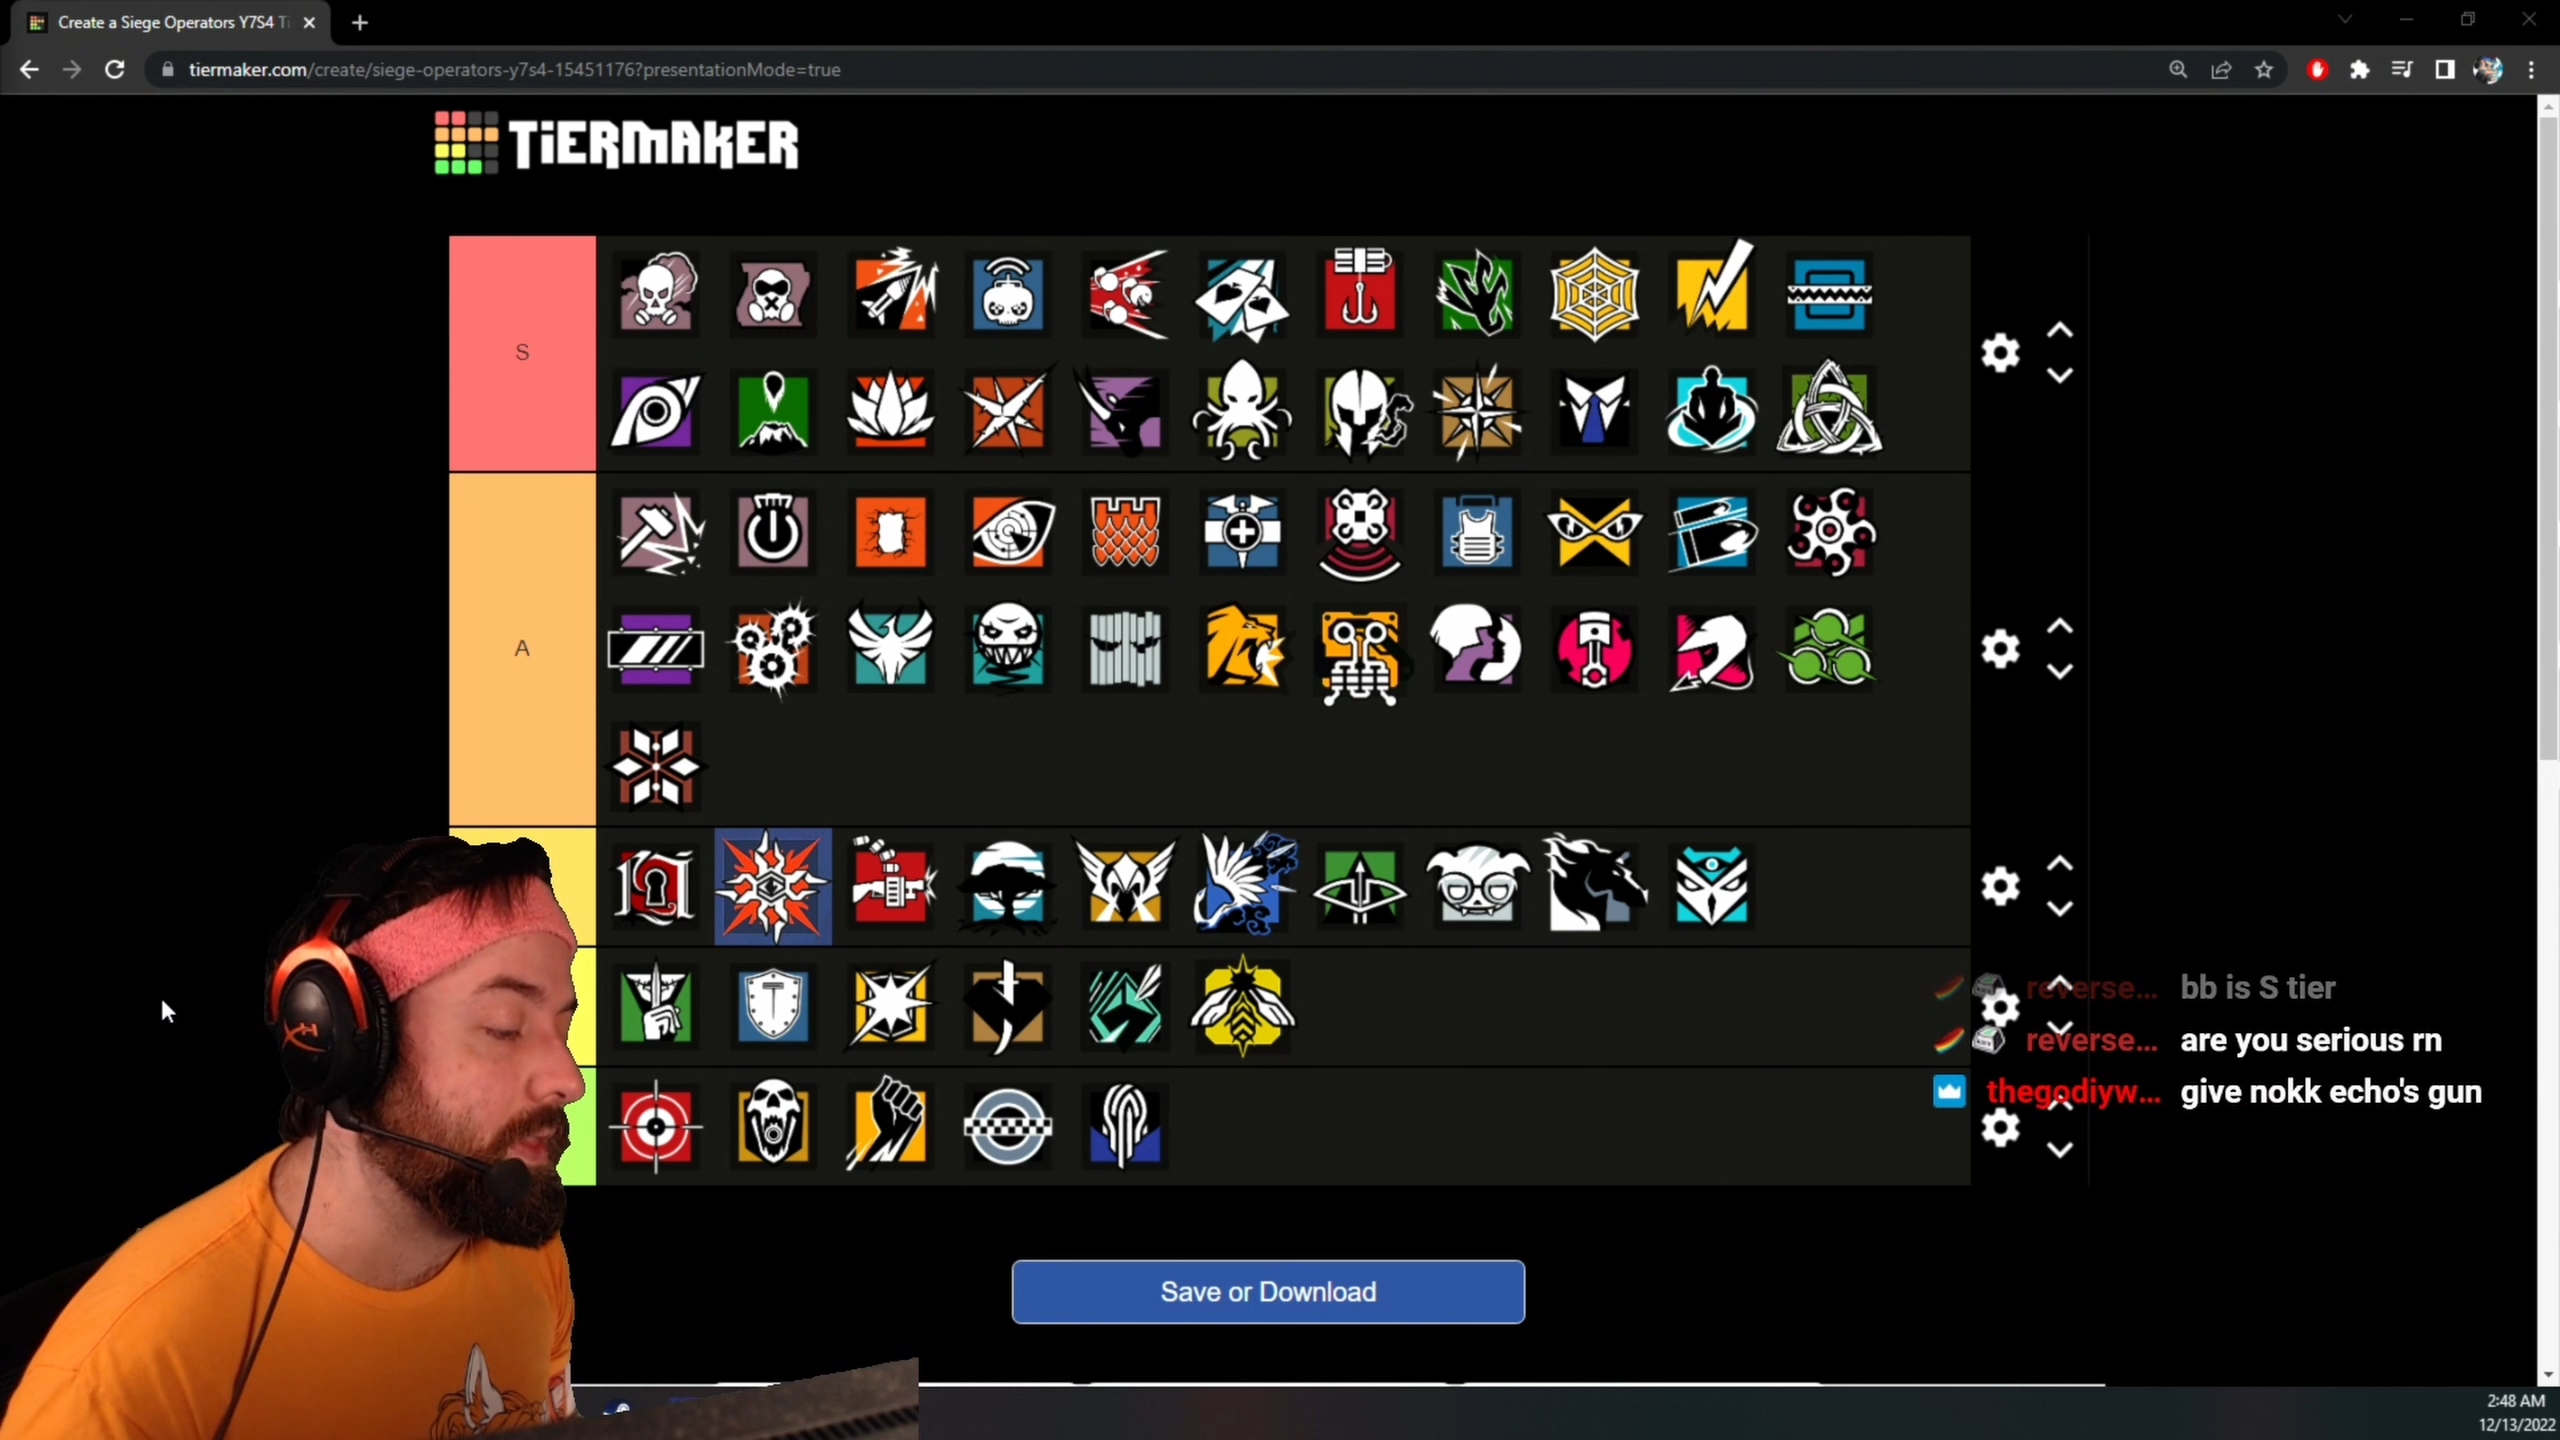 Create a Siege Operators Y7S4 Ti
tiermaker.com/create/siege-operators-y7s4-15451176?presentationMode=true
TiERMAKER
S
A
reverse... bb is S tier
reverse... are you serious rn
thegodiyw... give nokk echo's gun
Save or Download
2:48 AM
12/13/2022